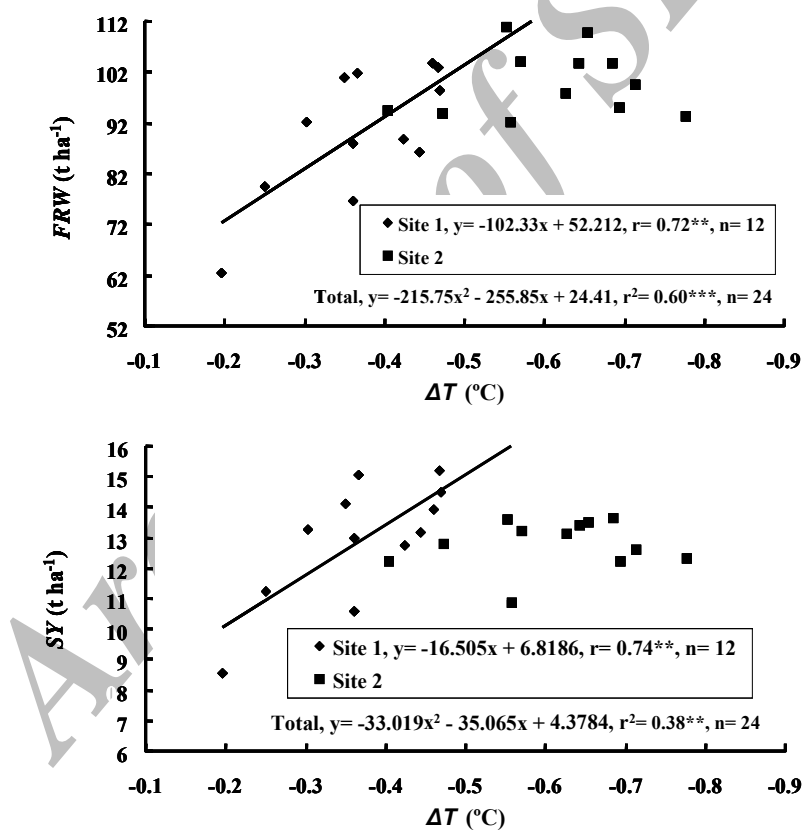 112
102
92
82
72
62
52
FRW (t ha⁻¹)
Site 1, y= -102.33x + 52.212, r= 0.72**, n= 12
Site 2
Total, y= -215.75x² - 255.85x + 24.41, r²= 0.60***, n= 24
-0.1 -0.2 -0.3 -0.4 -0.5 -0.6 -0.7 -0.8 -0.9
ΔT (ºC)
16
15
14
13
12
11
10
9
8
7
6
SY (t ha⁻¹)
Site 1, y= -16.505x + 6.8186, r= 0.74**, n= 12
Site 2
Total, y= -33.019x² - 35.065x + 4.3784, r²= 0.38**, n= 24
-0.1 -0.2 -0.3 -0.4 -0.5 -0.6 -0.7 -0.8 -0.9
ΔT (ºC)